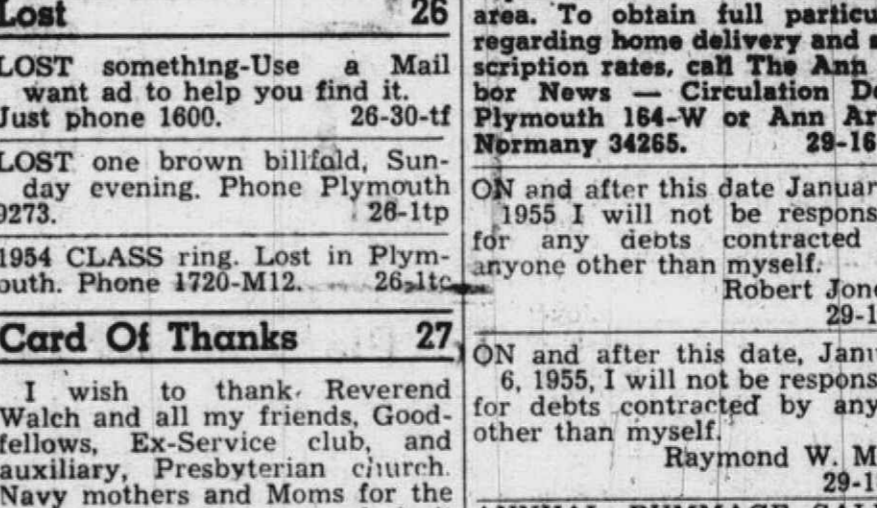 Lost 26
LOST something-Use a Mail
want ad to help you find it.
Just phone 1600. 26-30-tf
LOST one brown billfold, Sun-
day evening. Phone Plymouth
9273. 26-1tp
1954 CLASS ring. Lost in Plym-
outh. Phone 1720-M12. 26-1tc
Card Of Thanks 27
I wish to thank Reverend
Walch and all my friends, Good-
fellows, Ex-Service club, and
auxiliary, Presbyterian church.
Navy mothers and Moms for the
area. To obtain full particu
regarding home delivery and s
scription rates, call The Ann
bor News — Circulation De
Plymouth 164-W or Ann Ar
Normany 34265. 29-16
ON and after this date Januar
1955 I will not be respons
for any debts contracted
anyone other than myself.
Robert Jone
29-1
ON and after this date, Janu
6, 1955, I will not be respons
for debts contracted by any
other than myself.
Raymond W. M
29-1
ANNUAL RUMMAGE SAL